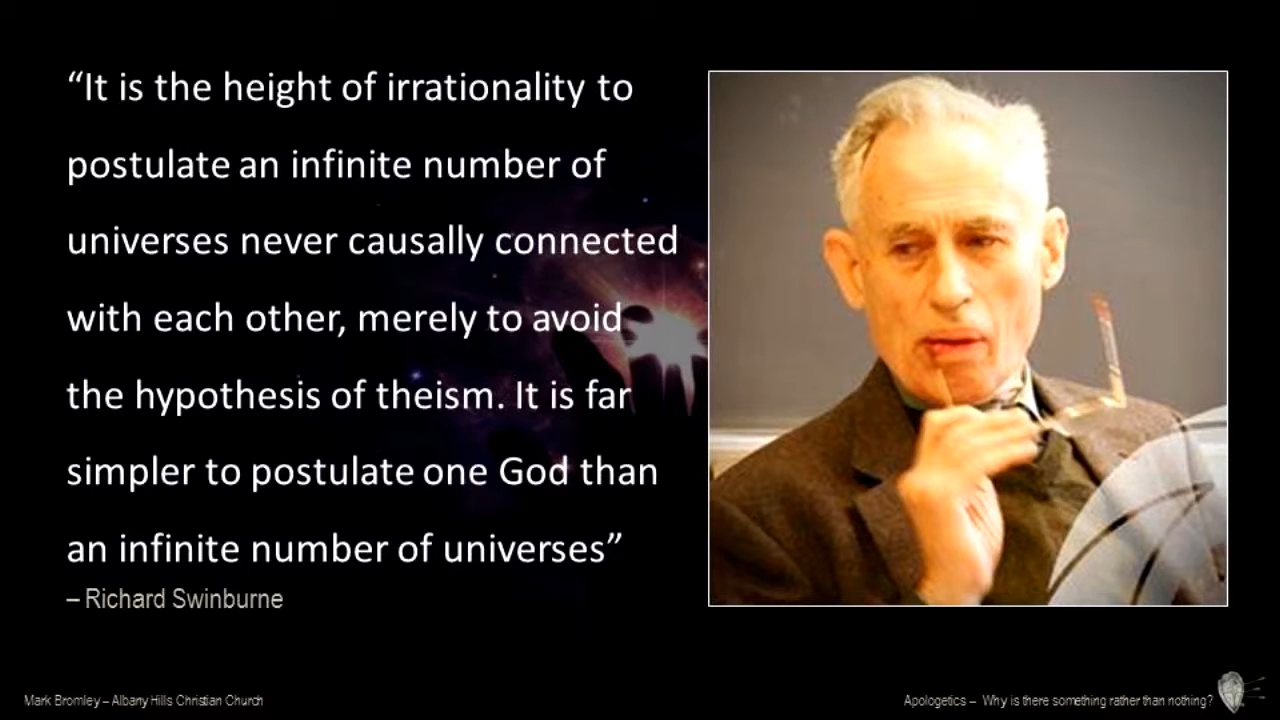 “It is the height of irrationality to
postulate an infinite number of
universes never causally connected
with each other, merely to avoid
the hypothesis of theism. It is far
simpler to postulate one God than
an infinite number of universes”
– Richard Swinburne
Mark Bromley – Albany Hills Christian Church
Apologetics – Why is there something rather than nothing?